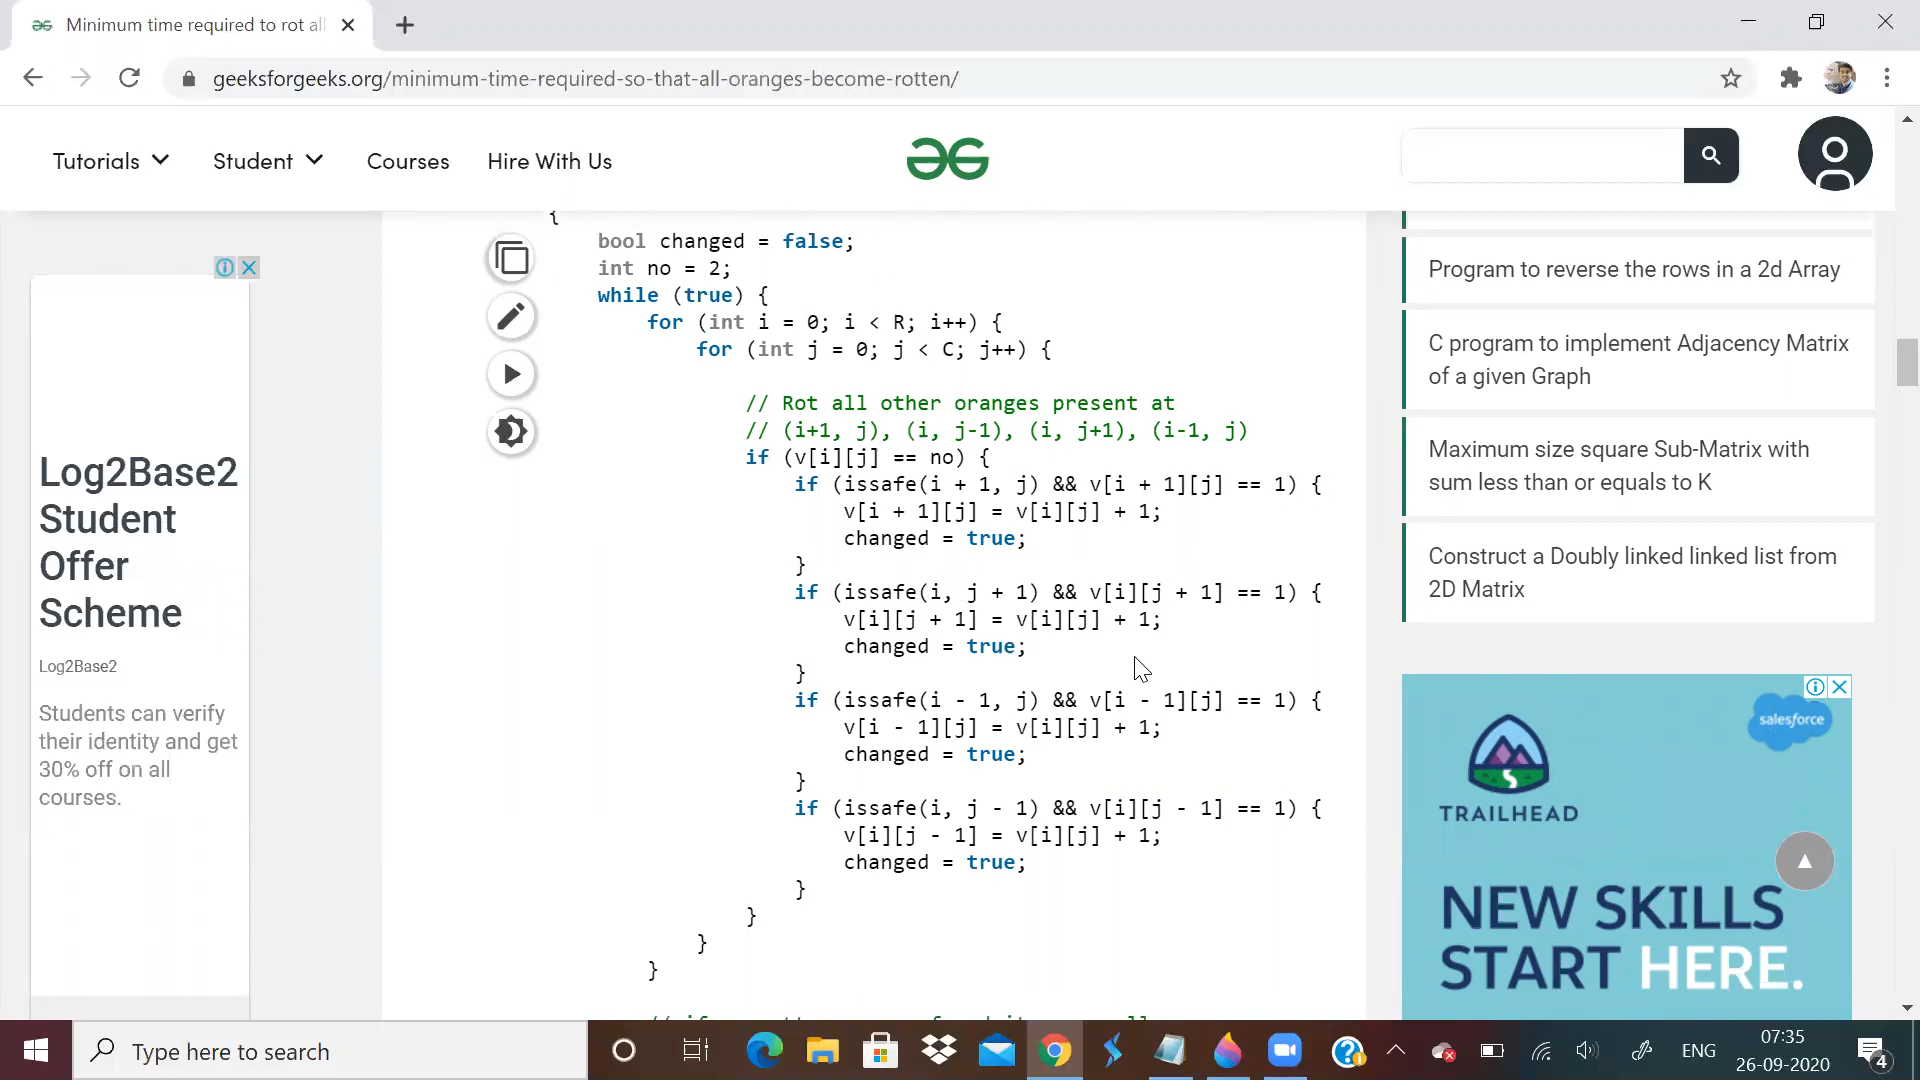 Minimum time required to rot all
geeksforgeeks.org/minimum-time-required-so-that-all-oranges-become-rotten/
Tutorials
Student
Courses
Hire With Us
{
bool changed = false;
int no = 2;
while (true) {
for (int i = 0; i < R; i++) {
for (int j = 0; j < C; j++) {
// Rot all other oranges present at
// (i+1, j), (i, j-1), (i, j+1), (i-1, j)
if (v[i][j] == no) {
if (issafe(i + 1, j) && v[i + 1][j] == 1) {
v[i + 1][j] = v[i][j] + 1;
changed = true;
}
if (issafe(i, j + 1) && v[i][j + 1] == 1) {
v[i][j + 1] = v[i][j] + 1;
changed = true;
}
if (issafe(i - 1, j) && v[i - 1][j] == 1) {
v[i - 1][j] = v[i][j] + 1;
changed = true;
}
if (issafe(i, j - 1) && v[i][j - 1] == 1) {
v[i][j - 1] = v[i][j] + 1;
changed = true;
}
}
}
}
Log2Base2
Student
Offer
Scheme
Log2Base2
Students can verify
their identity and get
30% off on all
courses.
Program to reverse the rows in a 2d Array
C program to implement Adjacency Matrix
of a given Graph
Maximum size square Sub-Matrix with
sum less than or equals to K
Construct a Doubly linked linked list from
2D Matrix
salesforce
TRAILHEAD
NEW SKILLS
START HERE.
Type here to search
ENG
07:35
26-09-2020
4